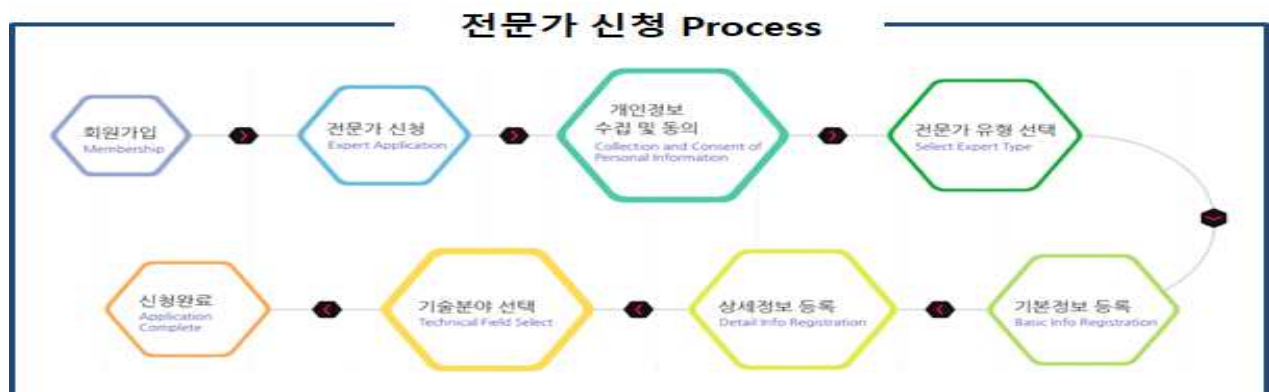 전문가 신청 Process
회원가입
Membership
전문가 신청
Expert Application
개인정보
수집 및 동의
Collection and Consent of
Personal Information
전문가 유형 선택
Select Expert Type
기본정보 등록
Basic Info Registration
상세정보 등록
Detail Info Registration
기술분야 선택
Technical Field Select
신청완료
Application
Complete